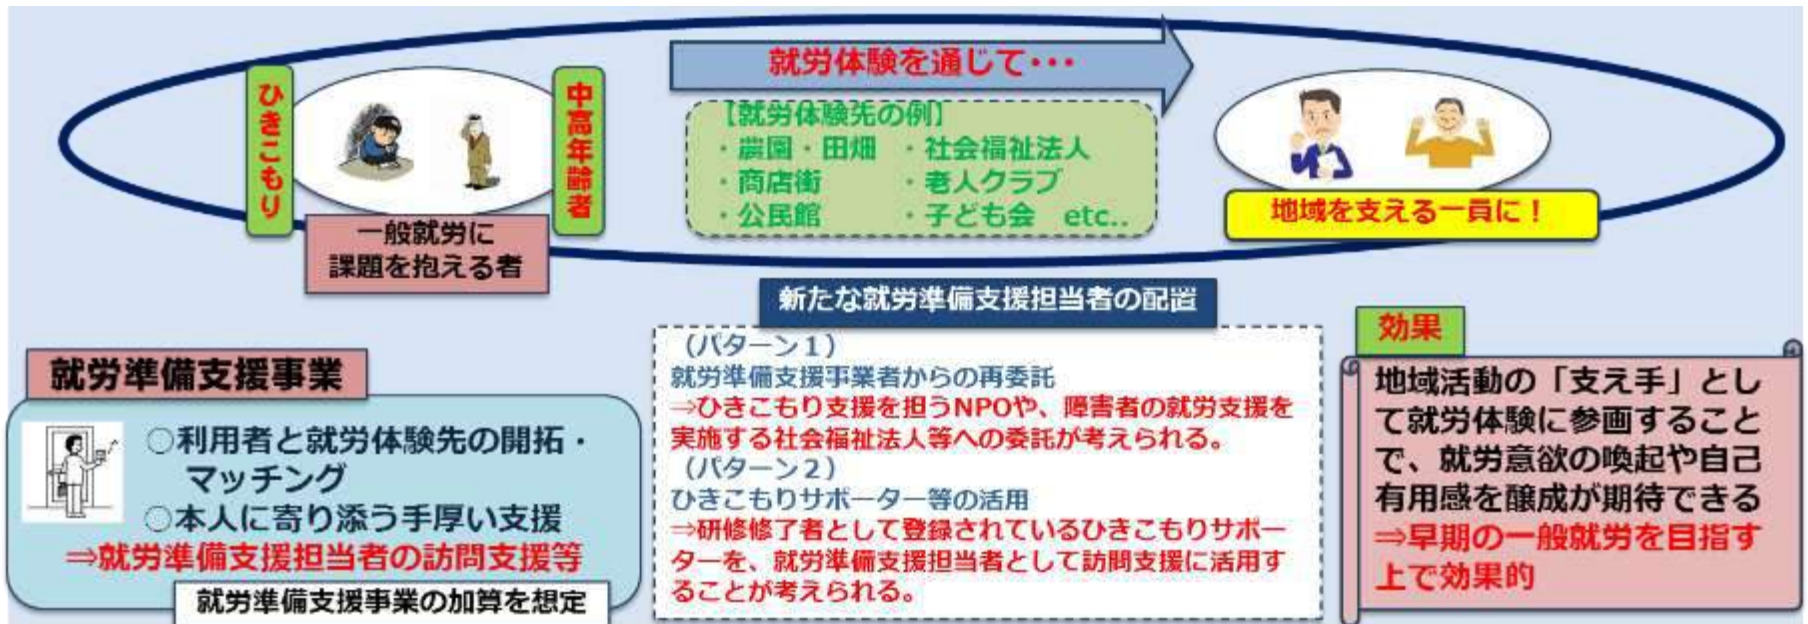 就労体験を通じて・・・
ひきこもり
中高年齢者
一般就労に
課題を抱える者
【就労体験先の例】
・農園・田畑 ・社会福祉法人
・商店街 ・老人クラブ
・公民館 ・子ども会 etc..
地域を支える一員に！
新たな就労準備支援担当者の配置
就労準備支援事業
○利用者と就労体験先の開拓・
マッチング
○本人に寄り添う手厚い支援
⇒就労準備支援担当者の訪問支援等
就労準備支援事業の加算を想定
（パターン１）
就労準備支援事業者からの再委託
⇒ひきこもり支援を担うNPOや、障害者の就労支援を
実施する社会福祉法人等への委託が考えられる。
（パターン２）
ひきこもりサポーター等の活用
⇒研修修了者として登録されているひきこもりサポー
ターを、就労準備支援担当者として訪問支援に活用す
ることが考えられる。
効果
地域活動の「支え手」とし
て就労体験に参画すること
で、就労意欲の喚起や自己
有用感を醸成が期待できる
⇒早期の一般就労を目指す
上で効果的